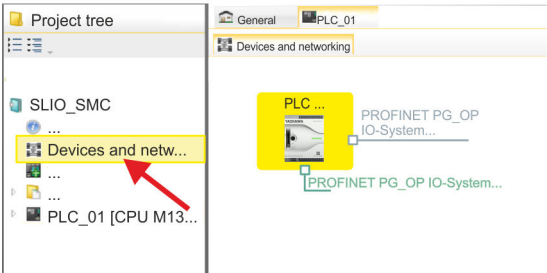 Project tree
General
PLC_01
Devices and networking
SLIO_SMC
...
Devices and netw...
...
...
PLC_01 [CPU M13...
PLC ...
YASKAWA
PROFINET PG_OP
IO-System...
PROFINET PG_OP IO-System...